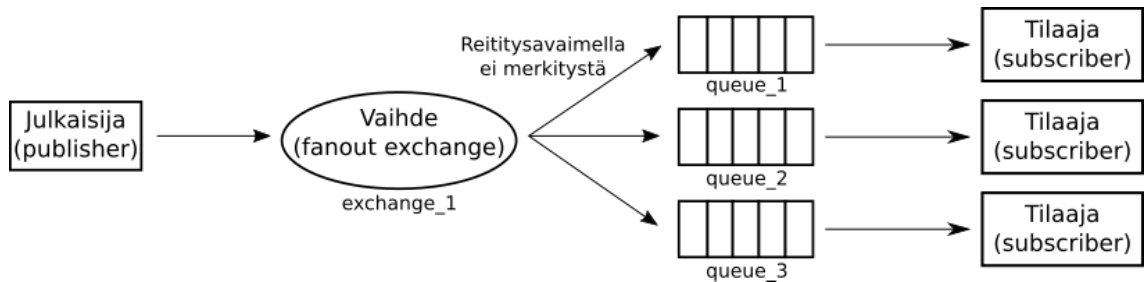 Julkaisija
(publisher)
Vaihde
(fanout exchange)
exchange_1
Reititysavaimella
ei merkitystä
queue_1
queue_2
queue_3
Tilaaja
(subscriber)
Tilaaja
(subscriber)
Tilaaja
(subscriber)